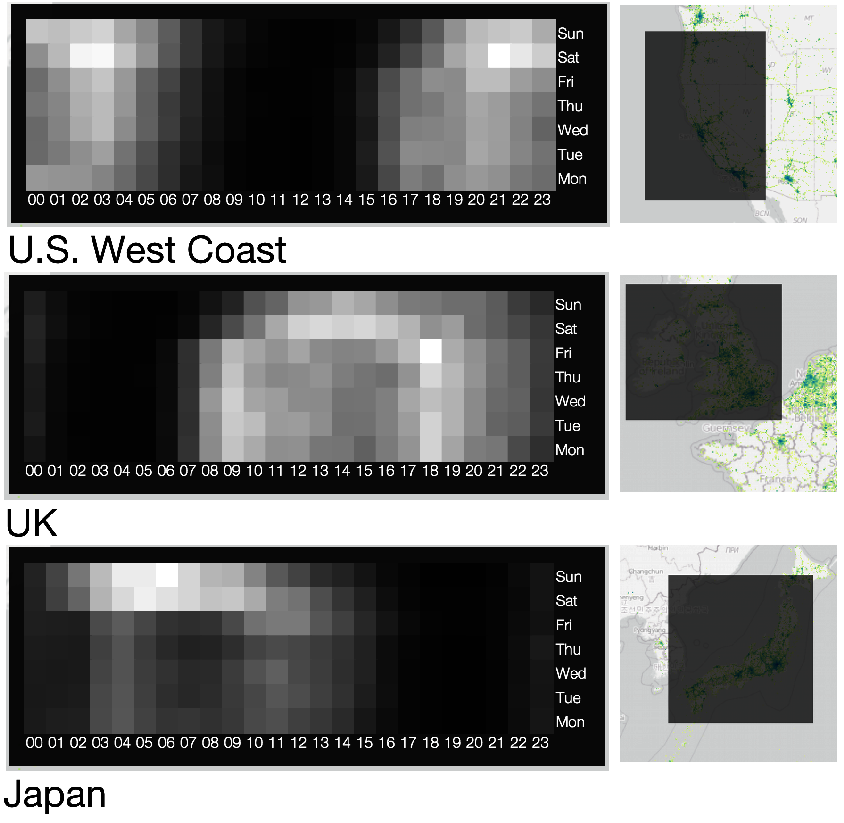 Sun
Sat
Fri
Thu
Wed
Tue
Mon
00 01 02 03 04 05 06 07 08 09 10 11 12 13 14 15 16 17 18 19 20 21 22 23
MT
ID
WY
BCN
SON
U.S. West Coast
Sun
Sat
Fri
Thu
Wed
Tue
Mon
00 01 02 03 04 05 06 07 08 09 10 11 12 13 14 15 16 17 18 19 20 21 22 23
Guernsey
France
UK
Sun
Sat
Fri
Thu
Wed
Tue
Mon
00 01 02 03 04 05 06 07 08 09 10 11 12 13 14 15 16 17 18 19 20 21 22 23
Harbin
Changchun
Japan